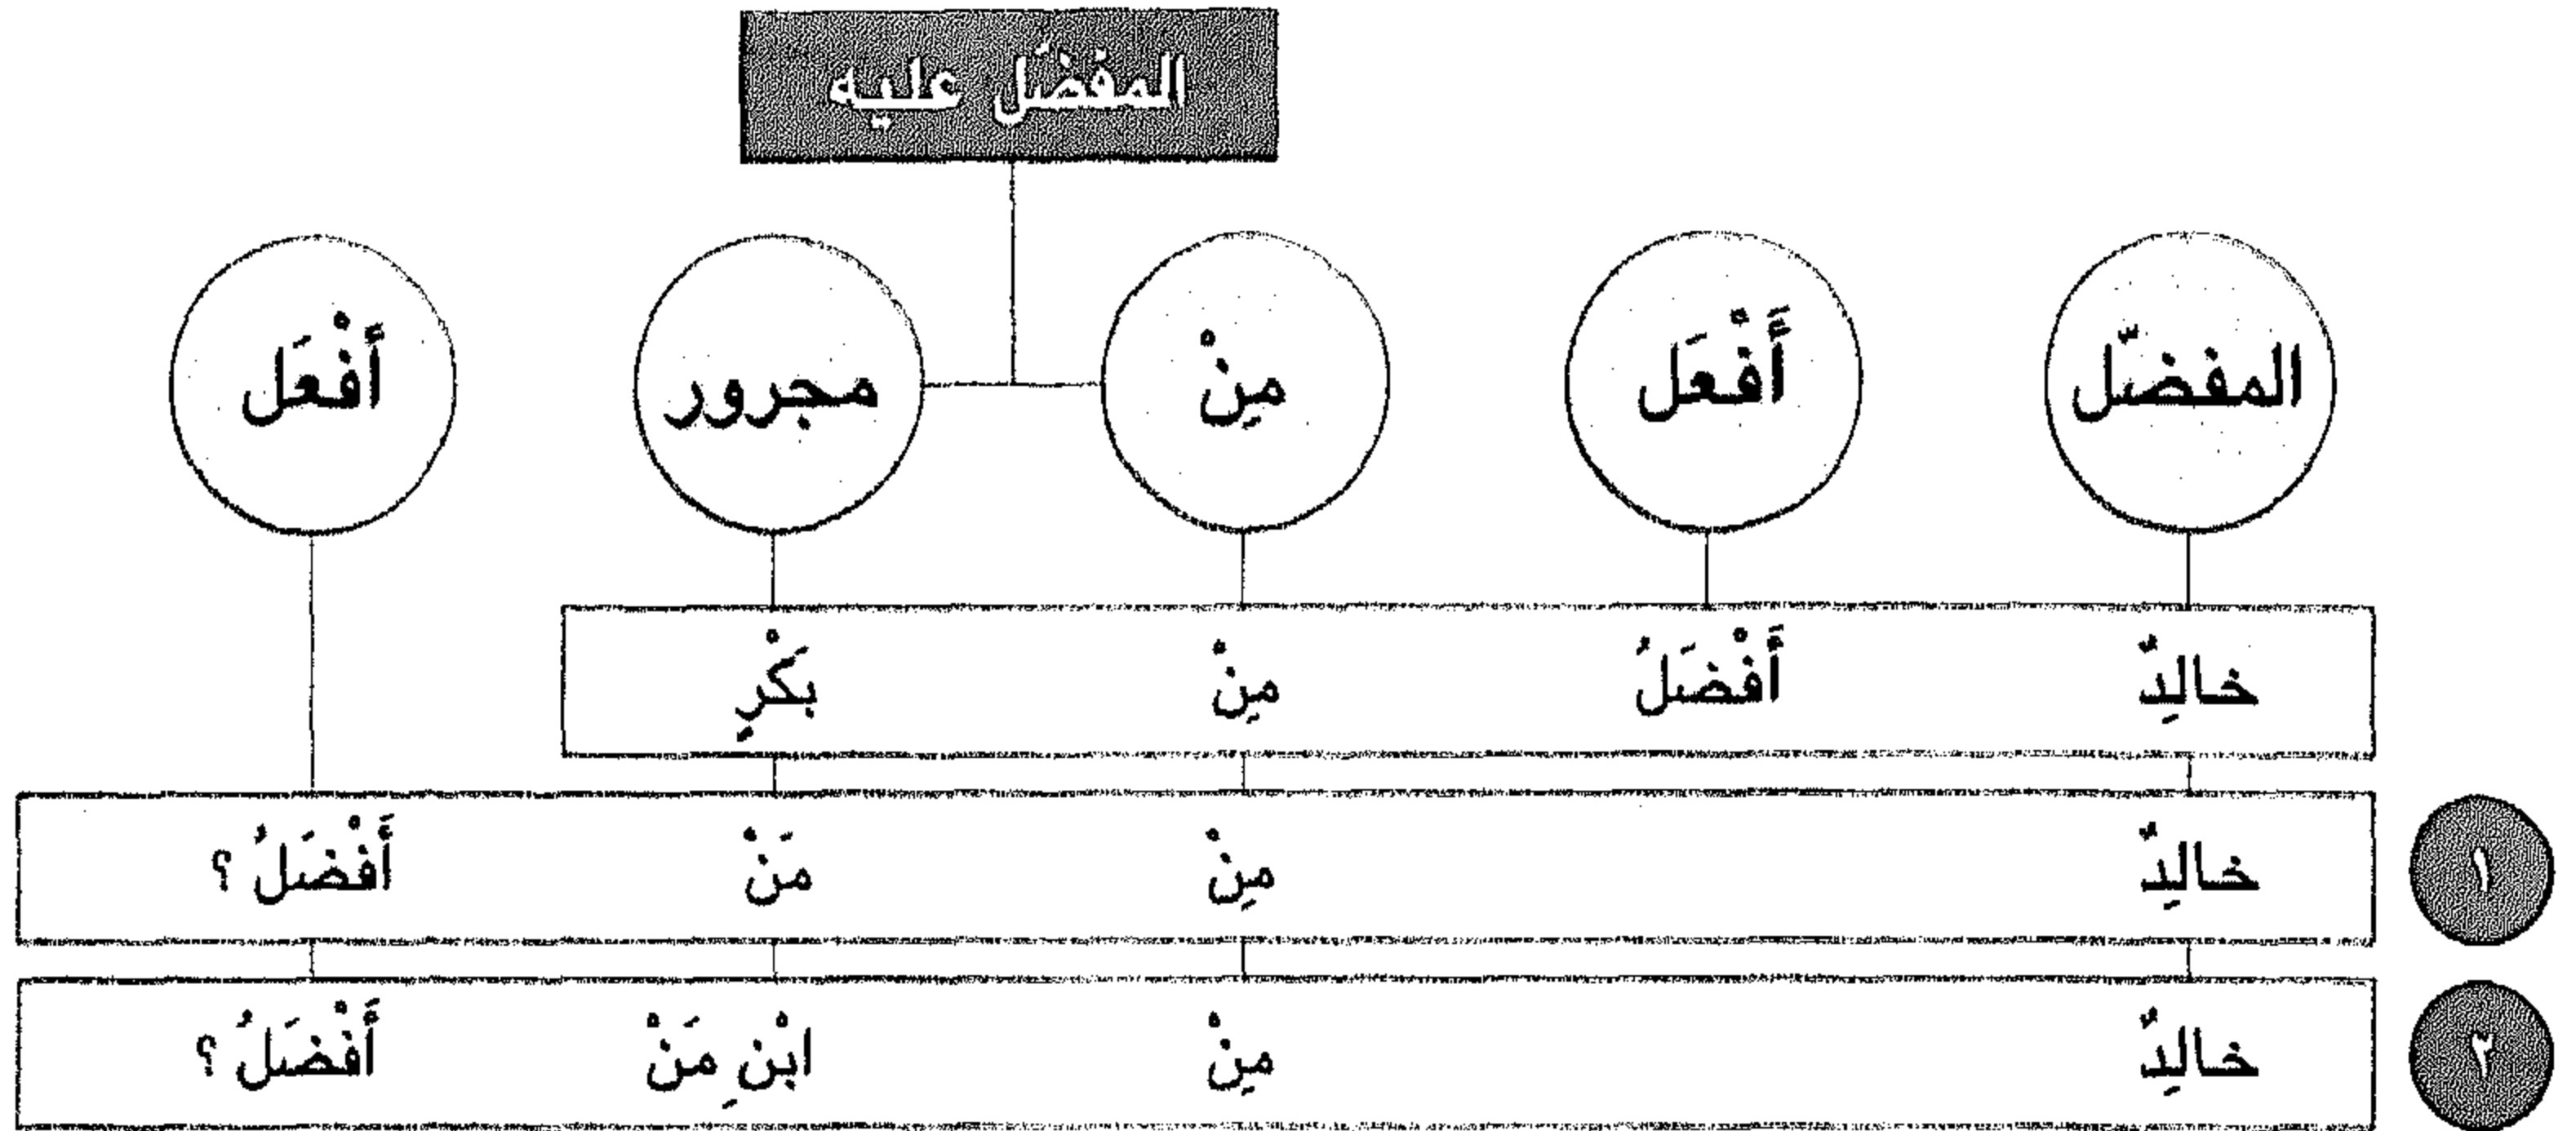 المفضَّل عليه
المفضّل أَفْعَل مِنْ مجرور أَفْعَل
خالِدٌ أَفْضَلُ مِنْ بَكْرٍ
١ خالِدٌ مِنْ مَنْ أَفْضَلُ ؟
٢ خالِدٌ مِنْ ابْنِ مَنْ أَفْضَلُ ؟